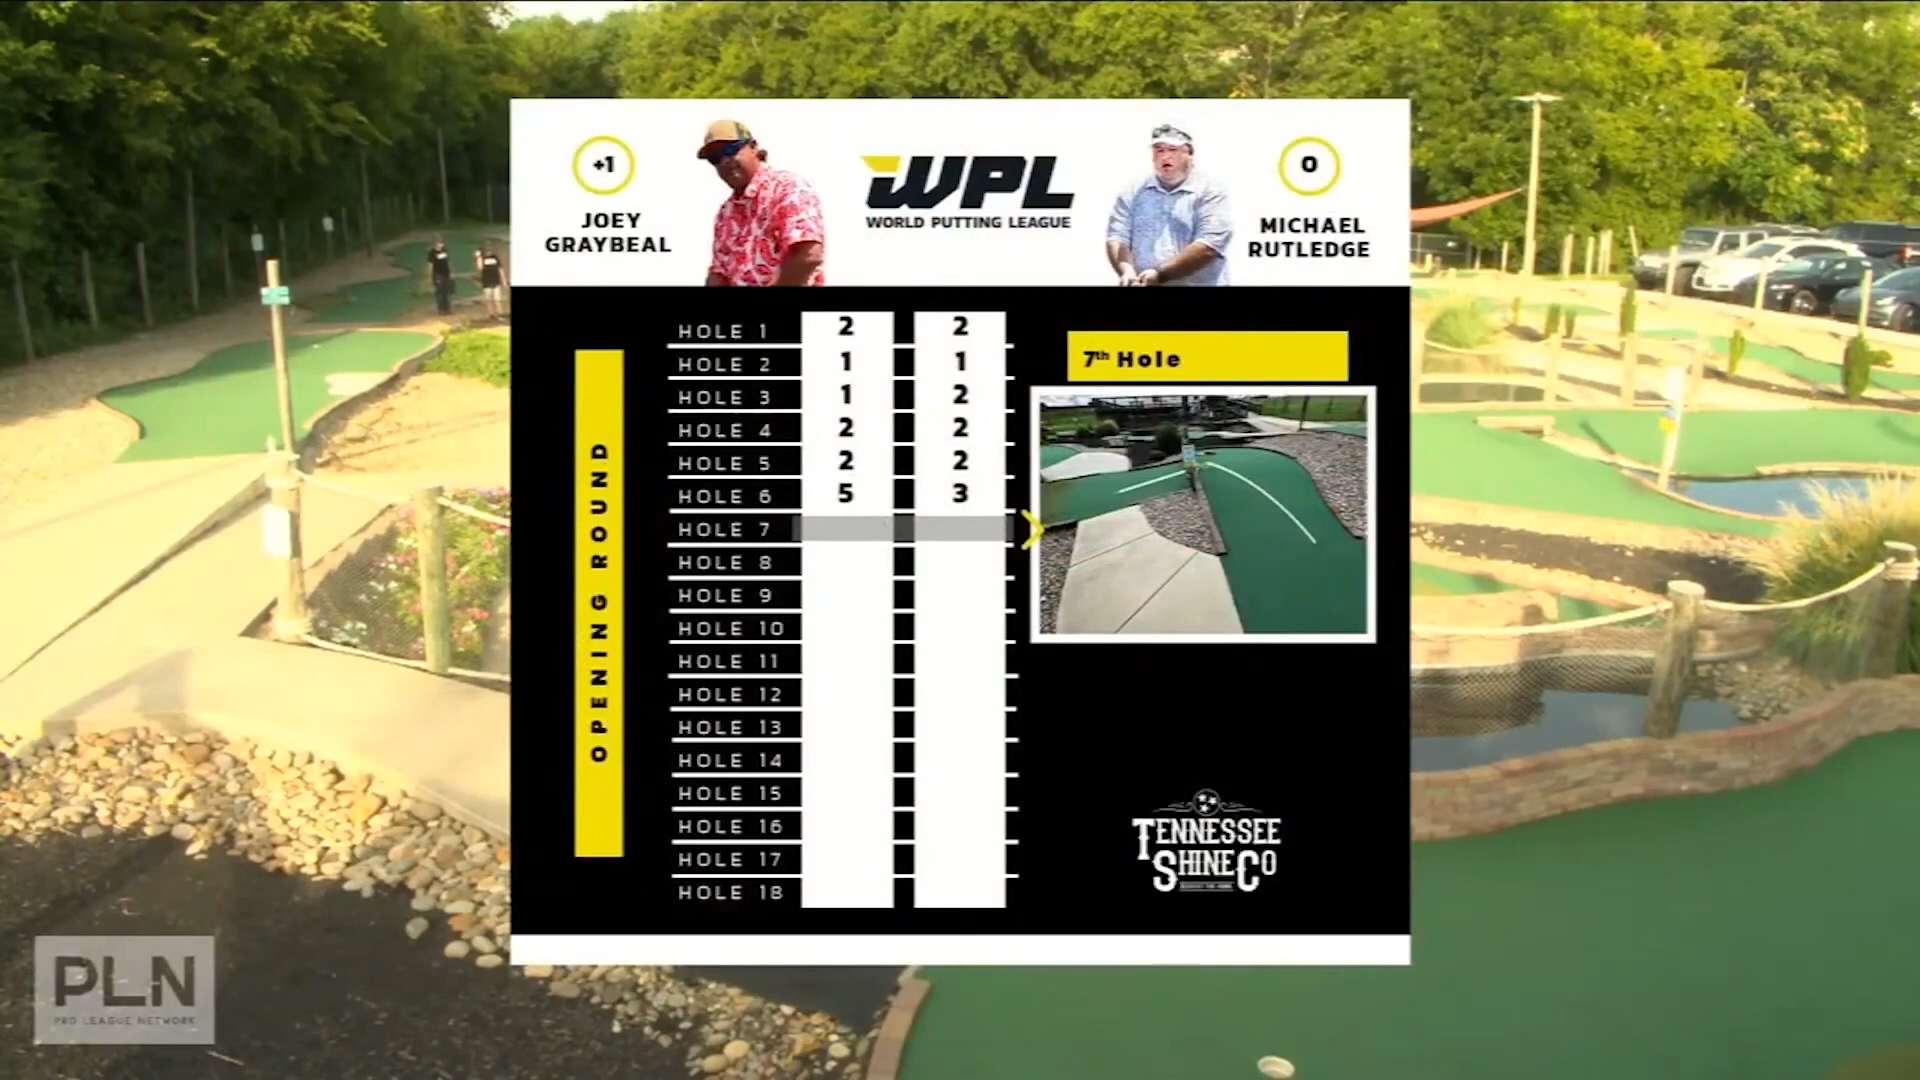 +1
JOEY
GRAYBEAL
WPL
WORLD PUTTING LEAGUE
0
MICHAEL
RUTLEDGE
OPENING ROUND
HOLE 1 2 2
HOLE 2 1 1
HOLE 3 1 2
HOLE 4 2 2
HOLE 5 2 2
HOLE 6 5 3
HOLE 7
HOLE 8
HOLE 9
HOLE 10
HOLE 11
HOLE 12
HOLE 13
HOLE 14
HOLE 15
HOLE 16
HOLE 17
HOLE 18
7th Hole
TENNESSEE
SHINE CO
PLN
PRO LEAGUE NETWORK